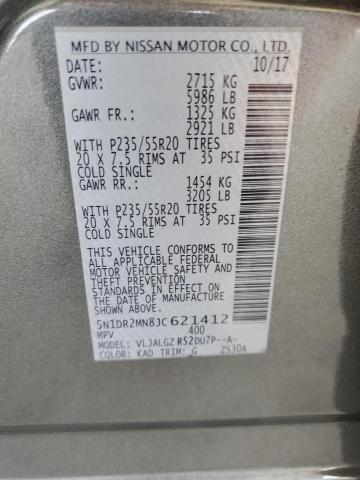 MFD BY NISSAN MOTOR CO., LTD.
DATE: 10/17
GVWR: 2715 KG
5986 LB
GAWR FR.: 1325 KG
2921 LB
WITH P235/55R20 TIRES
20 X 7.5 RIMS AT 35 PSI
COLD SINGLE
GAWR RR.: 1454 KG
3205 LB
WITH P235/55R20 TIRES
20 X 7.5 RIMS AT 35 PSI
COLD SINGLE
THIS VEHICLE CONFORMS TO
ALL APPLICABLE FEDERAL
MOTOR VEHICLE SAFETY
AND THEFT PREVENTION
STANDARDS IN EFFECT ON
THE DATE OF MANUFACTURE
SHOWN ABOVE.
5N1DR2MN8JC621412
MPV 400
MODEL: VLJALGZ R52DU7P--A-
COLOR: KAD TRIM: G ZS30A